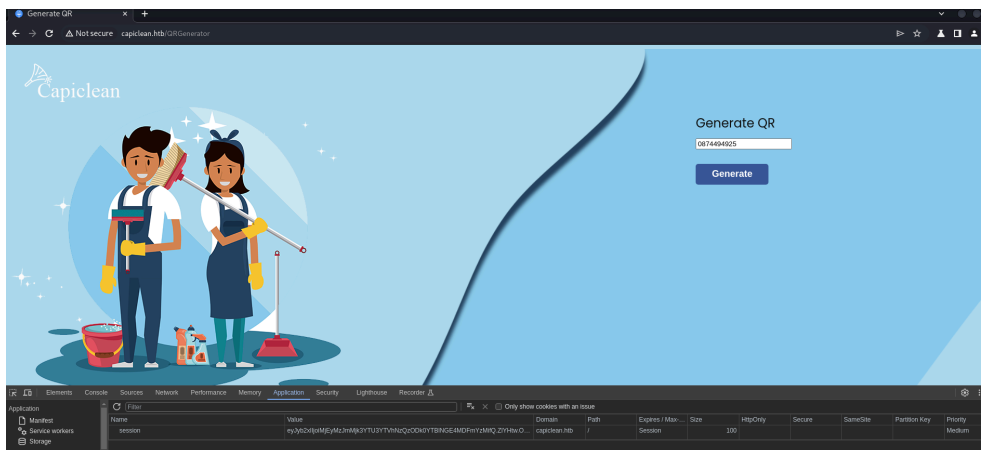 Generate QR
Not secure capiclean.htb/QRGenerator
Capiclean
Generate QR
0874494925
Generate
Elements Console Sources Network Performance Memory Application Security Lighthouse Recorder
Application
Filter
Only show cookies with an issue
Manifest
Service workers
Storage
Name Value Domain Path Expires / Max-... Size HttpOnly Secure SameSite Partition Key Priority
session capiclean.htb / Session 100 Medium